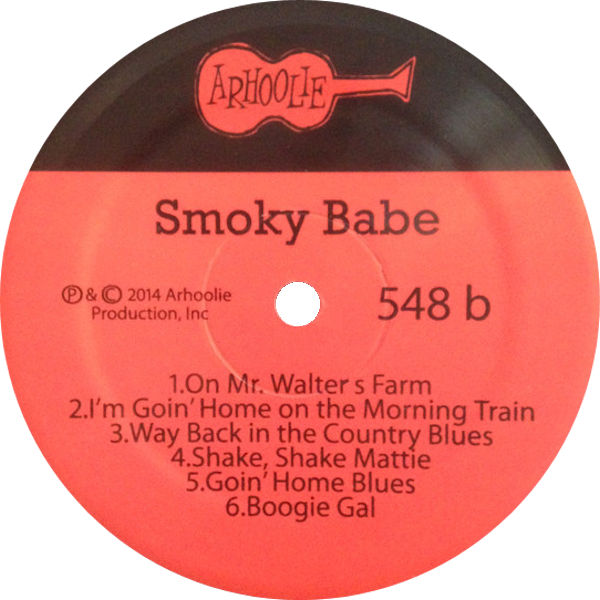 ARHOOLIE
Smoky Babe
℗ & © 2014 Arhoolie
Production, Inc
548 b
1.On Mr. Walter s Farm
2.I'm Goin' Home on the Morning Train
3.Way Back in the Country Blues
4.Shake, Shake Mattie
5.Goin' Home Blues
6.Boogie Gal